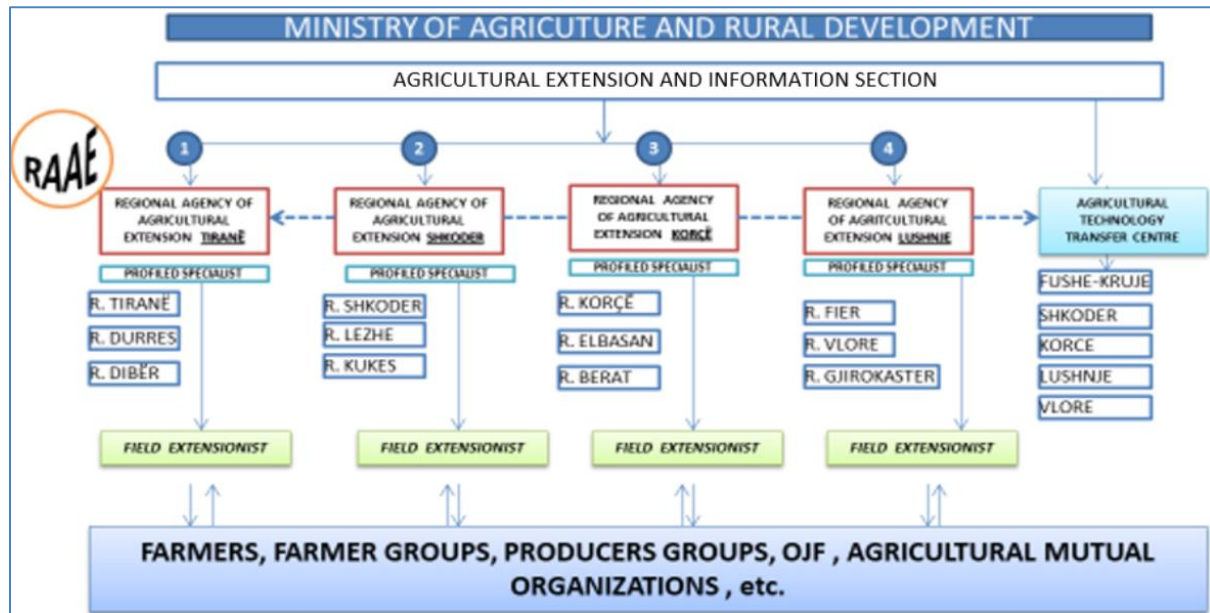 MINISTRY OF AGRICUTURE AND RURAL DEVELOPMENT
AGRICULTURAL EXTENSION AND INFORMATION SECTION
RAAE
1
2
3
4
REGIONAL AGENCY OF
AGRICULTURAL
EXTENSION TIRANË
REGIONAL AGENCY OF
AGRICULTURAL
EXTENSION SHKODER
REGIONAL AGENCY
OF AGRICULTURAL
EXTENSION KORÇË
REGIONAL AGENCY
OF AGRITCULTURAL
EXTENSION LUSHNJE
AGRICULTURAL
TECHNOLOGY
TRANSFER CENTRE
PROFILED SPECIALIST
PROFILED SPECIALIST
PROFILED SPECIALIST
PROFILED SPECIALIST
R. TIRANË
R. DURRES
R. DIBËR
R. SHKODER
R. LEZHE
R. KUKES
R. KORÇË
R. ELBASAN
R. BERAT
R. FIER
R. VLORE
R. GJIROKASTER
FUSHE-KRUJE
SHKODER
KORCE
LUSHNJE
VLORE
FIELD EXTENSIONIST
FIELD EXTENSIONIST
FIELD EXTENSIONIST
FIELD EXTENSIONIST
FARMERS, FARMER GROUPS, PRODUCERS GROUPS, OJF , AGRICULTURAL MUTUAL
ORGANIZATIONS , etc.